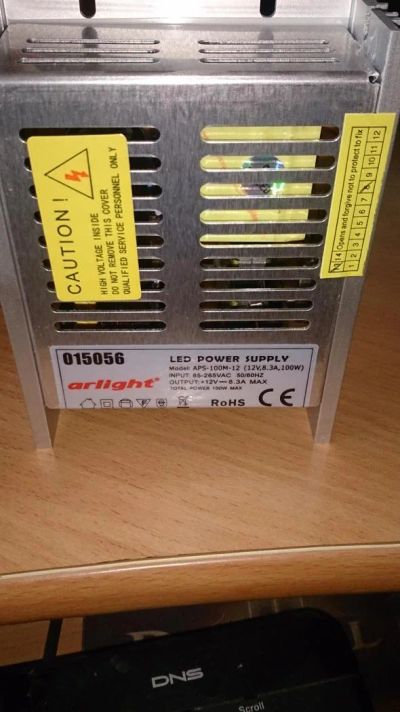 CAUTION!
HIGH VOLTAGE INSIDE
DO NOT REMOVE THIS COVER
QUALIFIED SERVICE PERSONNEL ONLY
14 Opens and forgive not to protect to fix
1 2 3 4 5 6 7 8 9 10 11 12
015056
arlight®
LED POWER SUPPLY
Model: APS-100M-12 (12V,8.3A,100W)
INPUT: 85-265VAC 50/60HZ
OUTPUT:+12V⎓8.3A MAX
TOTAL POWER 100W MAX
RoHS CE
DNS
Scroll